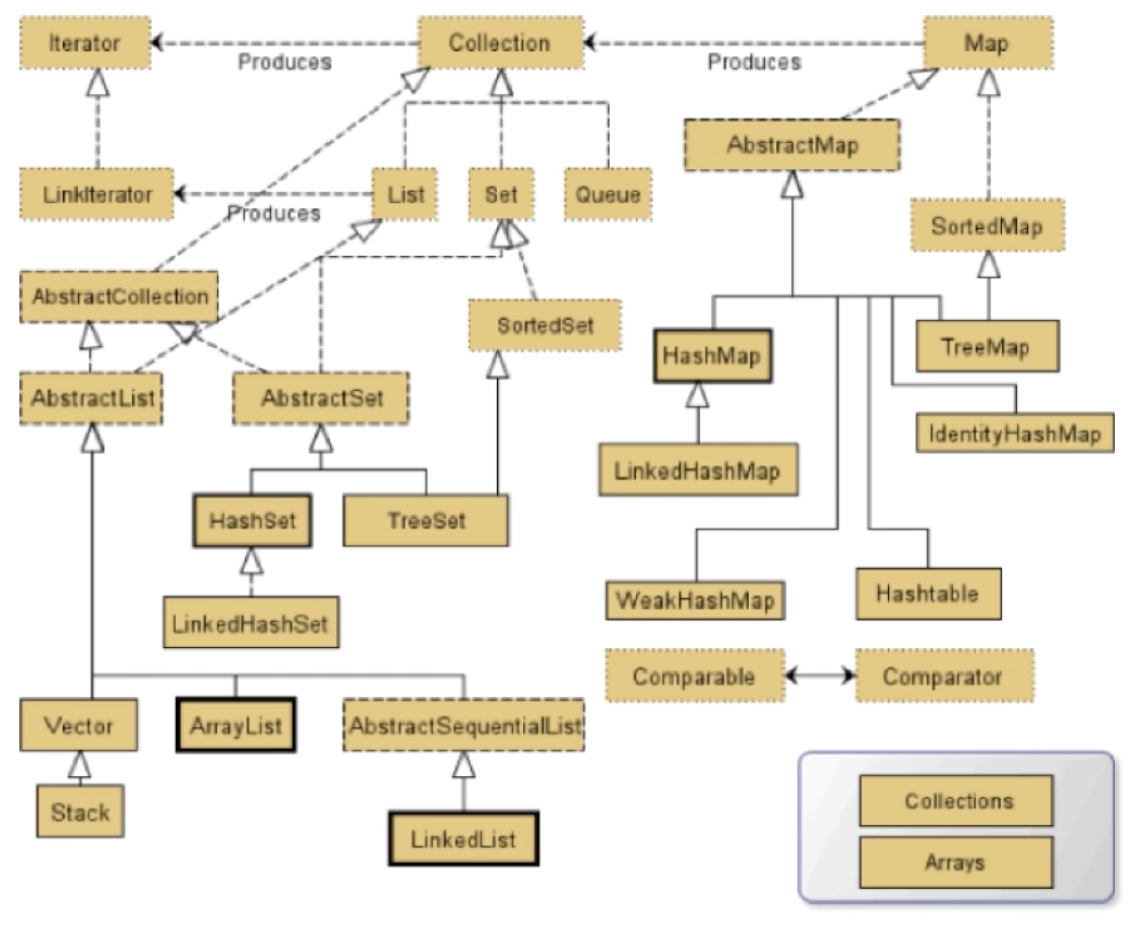 Iterator
Collection
Map
Produces
Produces
AbstractMap
LinkIterator
List
Set
Queue
Produces
SortedMap
AbstractCollection
SortedSet
HashMap
TreeMap
AbstractList
AbstractSet
IdentityHashMap
LinkedHashMap
HashSet
TreeSet
WeakHashMap
Hashtable
LinkedHashSet
Comparable
Comparator
Vector
ArrayList
AbstractSequentialList
Stack
LinkedList
Collections
Arrays